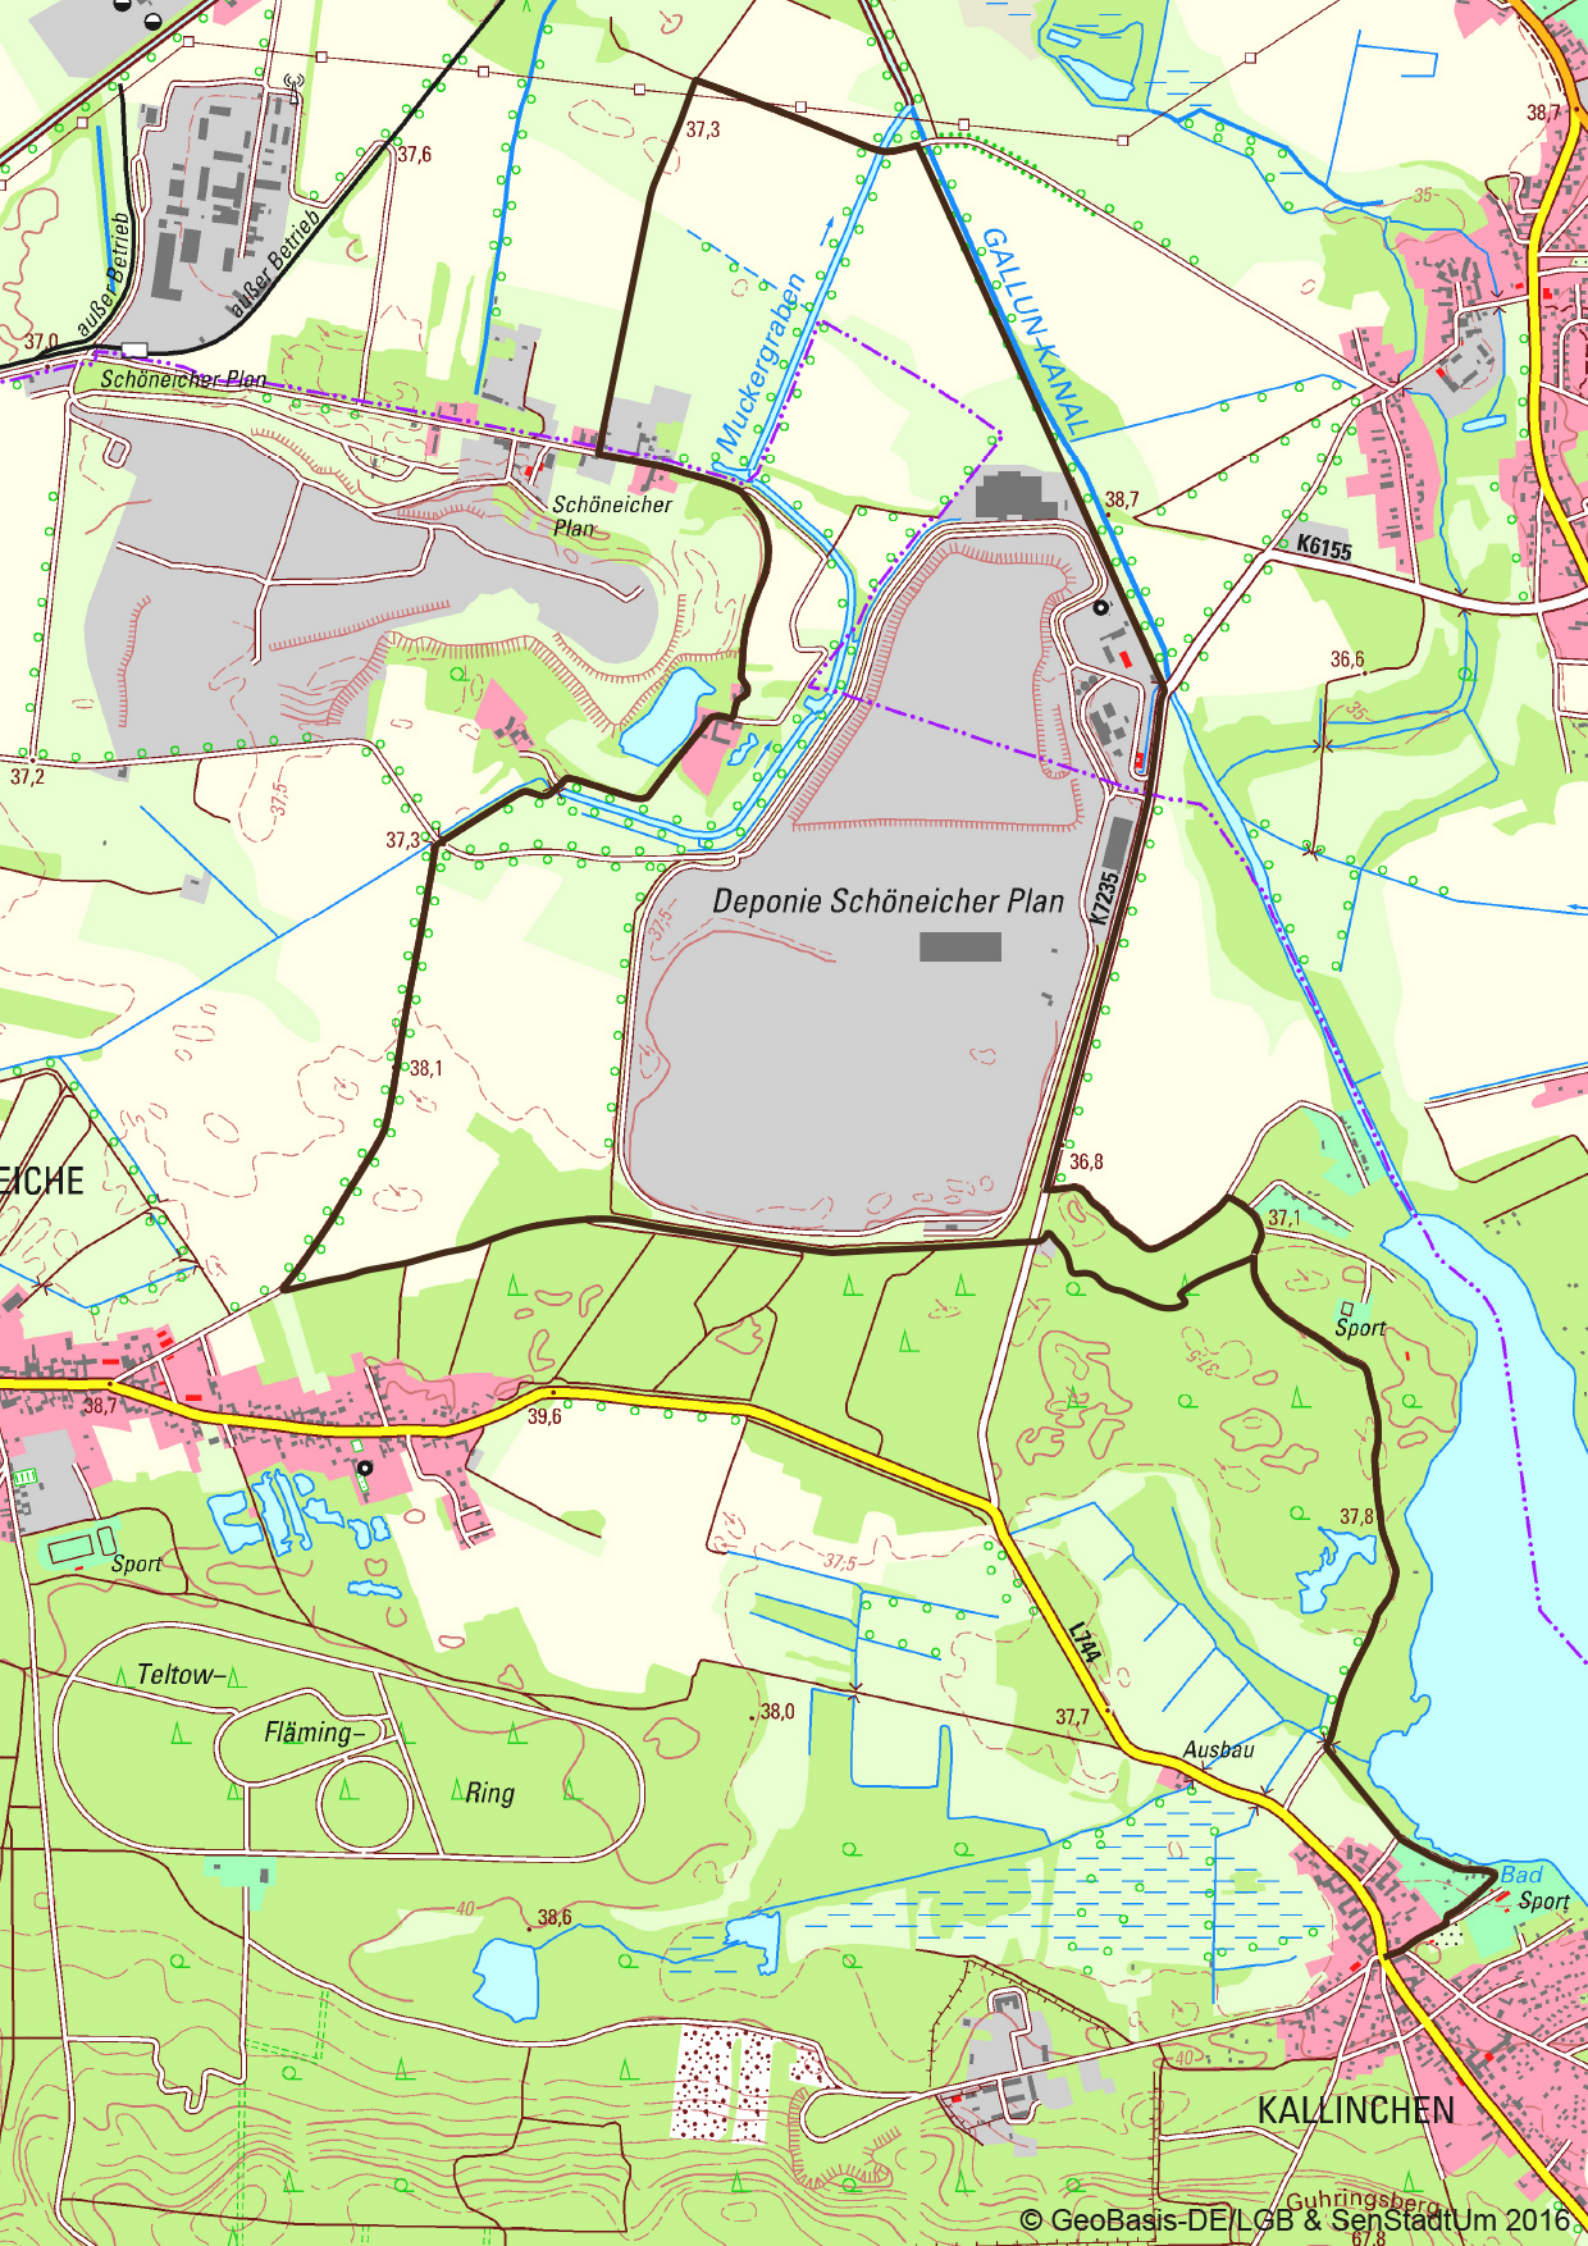 38,7
37,3
37,6
35
außer Betrieb
außer Betrieb
GALLUN-KANAL
Muckergraben
37,0
Schöneicher Plan
Schöneicher
Plan
38,7
K6155
36,6
35
37,2
37,5
37,3
K7235
Deponie Schöneicher Plan
37,5
38,1
36,8
EICHE
37,1
Sport
37,5
38,7
39,6
37,8
Sport
37,5
L744
Teltow–
Fläming–
Ring
38,0
37,7
Ausbau
Bad
Sport
40
38,6
40
KALLINCHEN
Guhringsberg
67,8
© GeoBasis-DE/LGB & SenStadtUm 2016